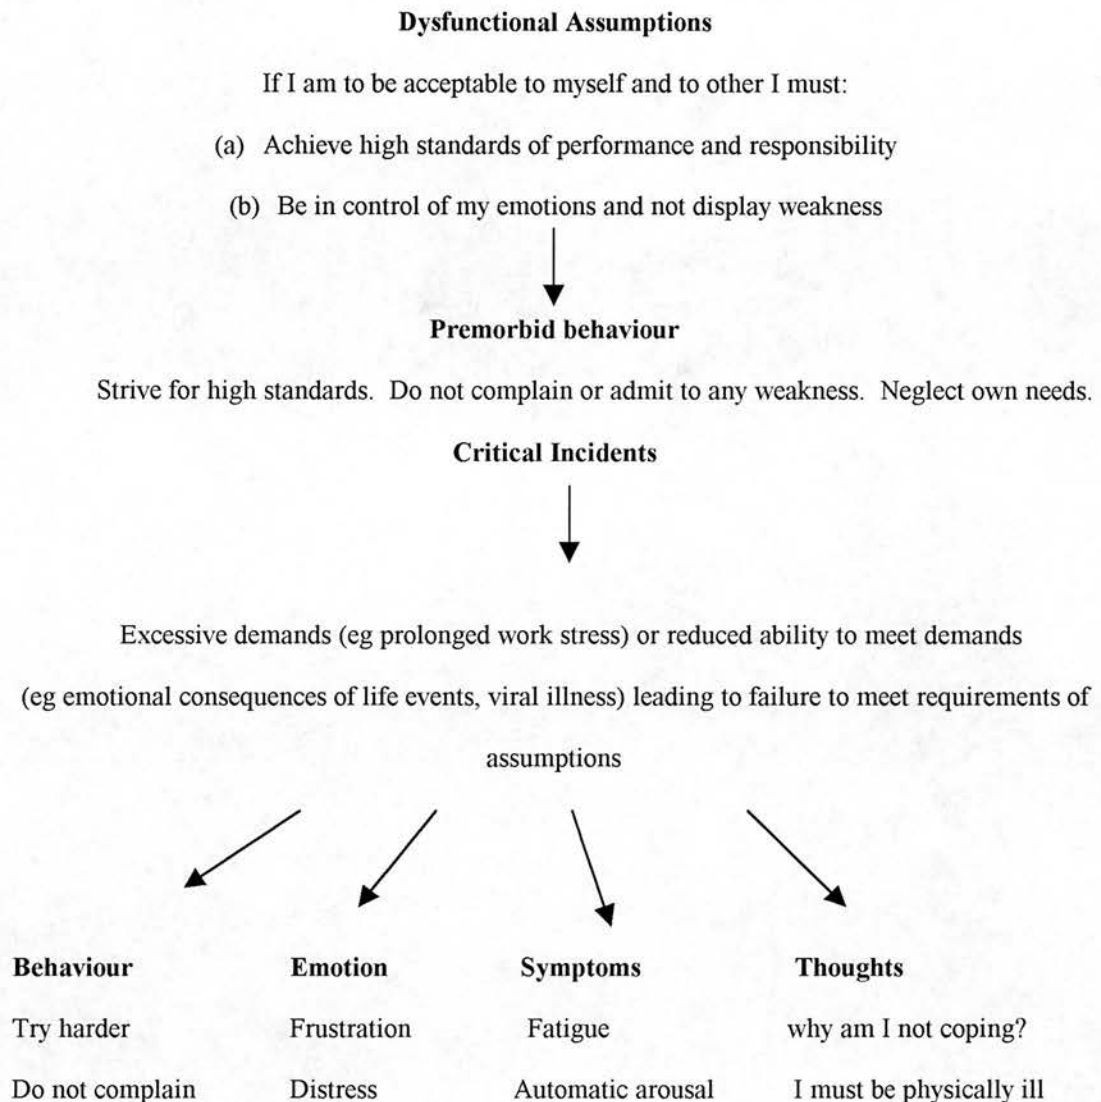 Dysfunctional Assumptions
If I am to be acceptable to myself and to other I must:
(a) Achieve high standards of performance and responsibility
(b) Be in control of my emotions and not display weakness
Premorbid behaviour
Strive for high standards. Do not complain or admit to any weakness. Neglect own needs.
Critical Incidents
Excessive demands (eg prolonged work stress) or reduced ability to meet demands
(eg emotional consequences of life events, viral illness) leading to failure to meet requirements of
assumptions
Behaviour Emotion Symptoms Thoughts
Try harder Frustration Fatigue why am I not coping?
Do not complain Distress Automatic arousal I must be physically ill